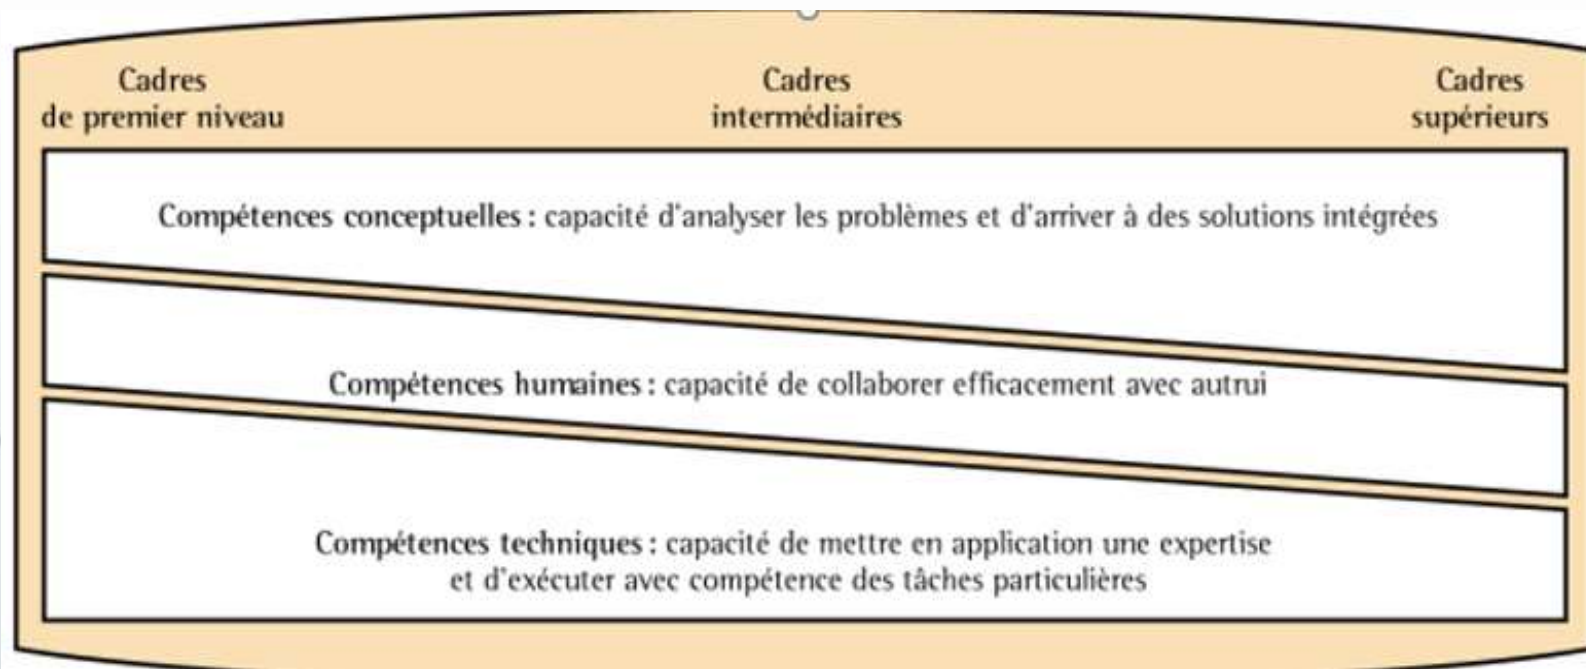 Cadres
de premier niveau
Cadres
intermédiaires
Cadres
supérieurs
Compétences conceptuelles : capacité d'analyser les problèmes et d'arriver à des solutions intégrées
Compétences humaines : capacité de collaborer efficacement avec autrui
Compétences techniques : capacité de mettre en application une expertise
et d'exécuter avec compétence des tâches particulières